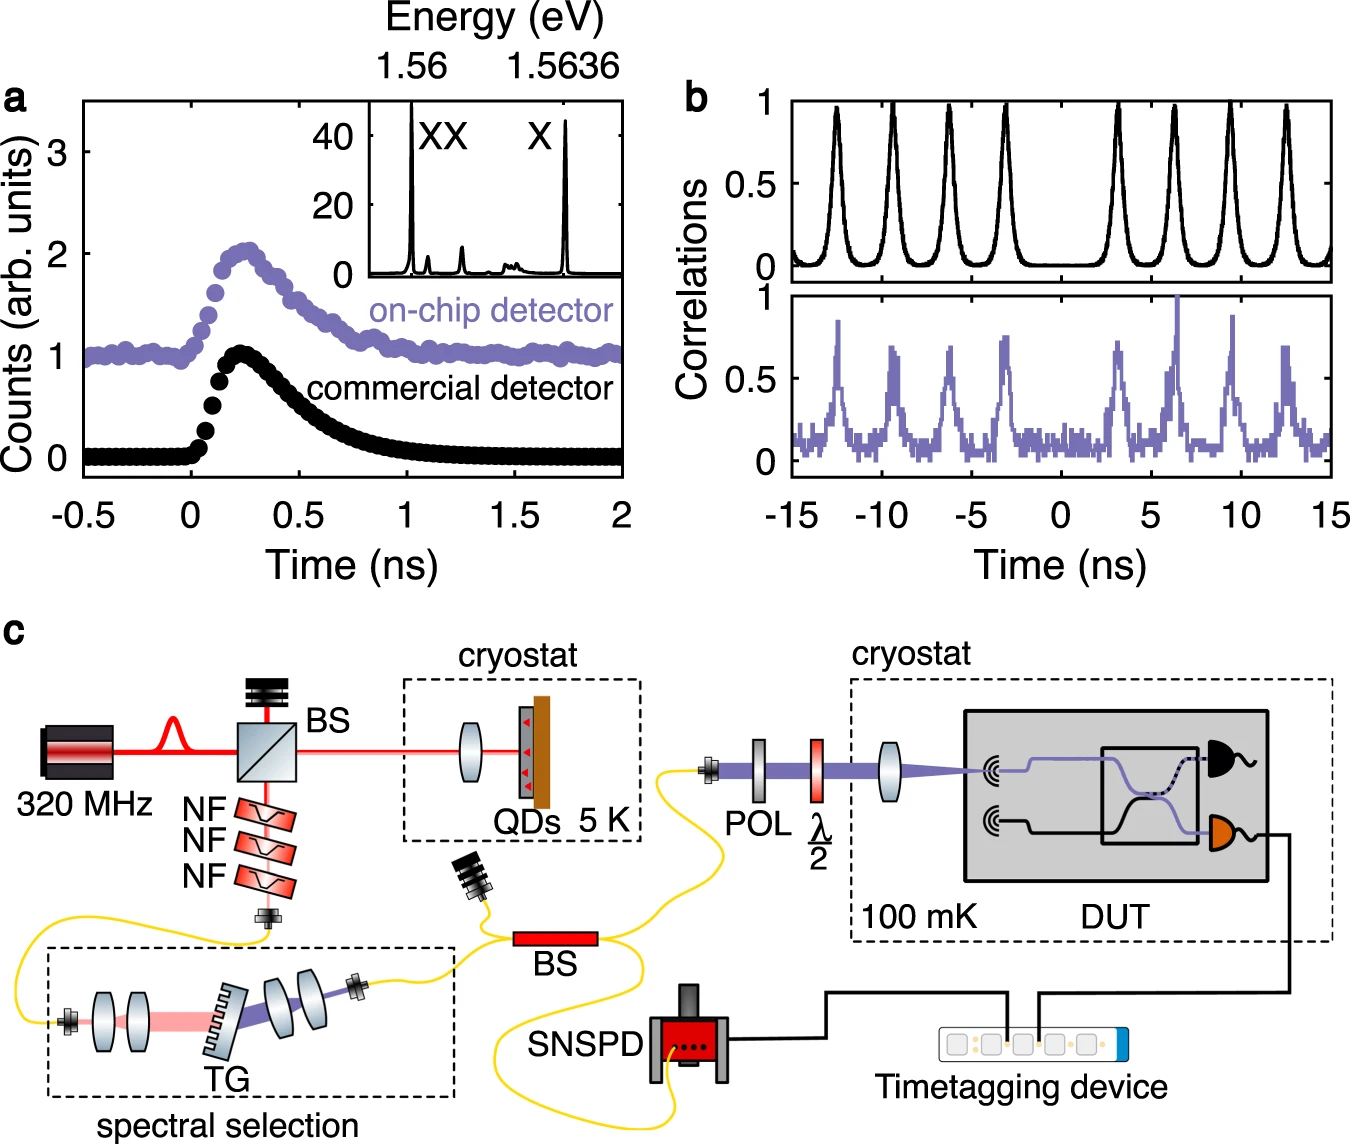 a
Energy (eV)
1.56 1.5636
Counts (arb. units)
3
2
1
0
40
20
0
XX X
on-chip detector
commercial detector
-0.5 0 0.5 1 1.5 2
Time (ns)
b
Correlations
1
0.5
0
1
0.5
0
-15 -10 -5 0 5 10 15
Time (ns)
c
320 MHz
BS
NF
NF
NF
cryostat
QDs 5 K
TG
spectral selection
BS
SNSPD
POL
λ
2
cryostat
100 mK
DUT
Timetagging device